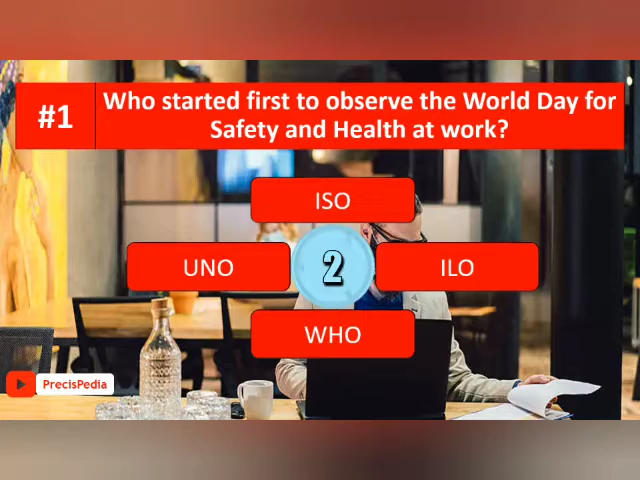 #1
Who started first to observe the World Day for
Safety and Health at work?
ISO
UNO
2
ILO
WHO
PrecisPedia